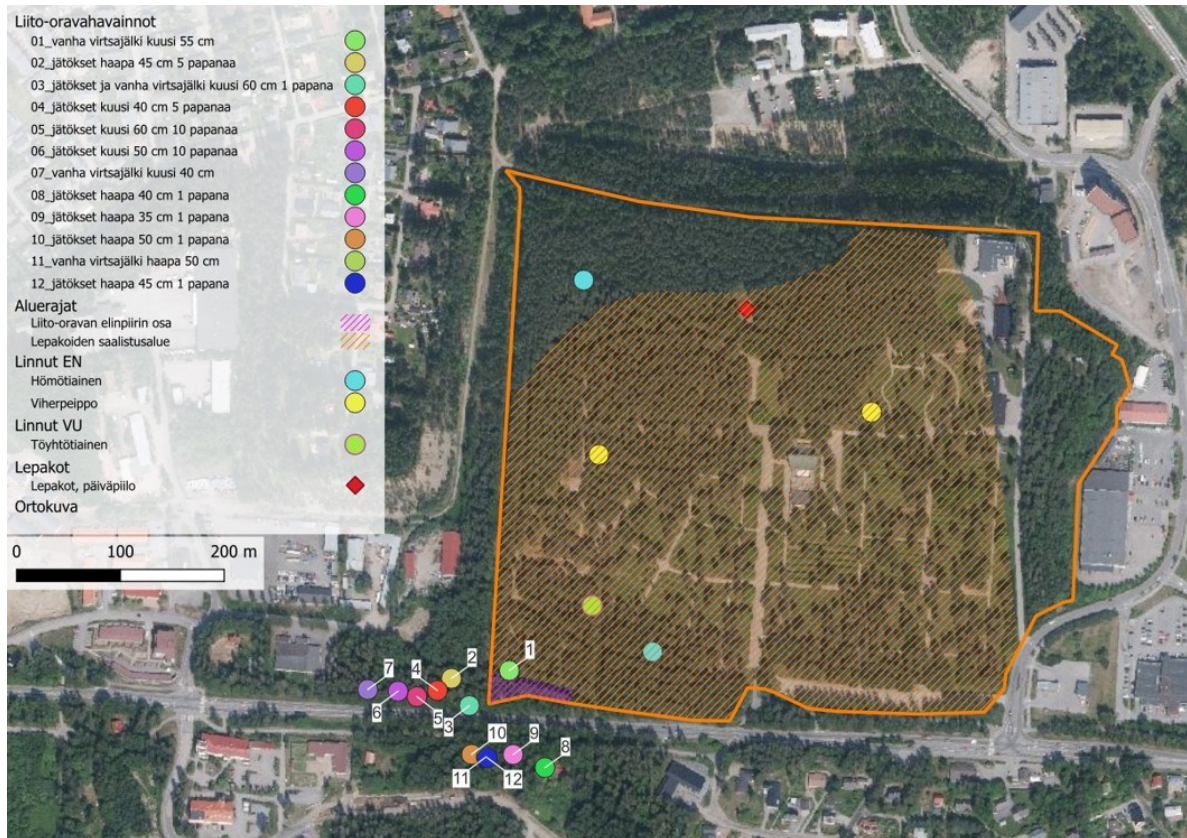 Liito-oravahavainnot
01_vanha virtsajälki kuusi 55 cm
02_jätökset haapa 45 cm 5 papanaa
03_jätökset ja vanha virtsajälki kuusi 60 cm 1 papana
04_jätökset kuusi 40 cm 5 papanaa
05_jätökset kuusi 60 cm 10 papanaa
06_jätökset kuusi 50 cm 10 papanaa
07_vanha virtsajälki kuusi 40 cm
08_jätökset haapa 40 cm 1 papana
09_jätökset haapa 35 cm 1 papana
10_jätökset haapa 50 cm 1 papana
11_vanha virtsajälki haapa 50 cm
12_jätökset haapa 45 cm 1 papana
Aluerajat
Liito-oravan elinpiirin osa
Lepakoiden saalistusalue
Linnut EN
Hömötiainen
Viherpeippo
Linnut VU
Töyhtötiainen
Lepakot
Lepakot, päiväpiilo
Ortokuva
0 100 200 m
1
2
4
7
6
5
3
10
9
8
11
12